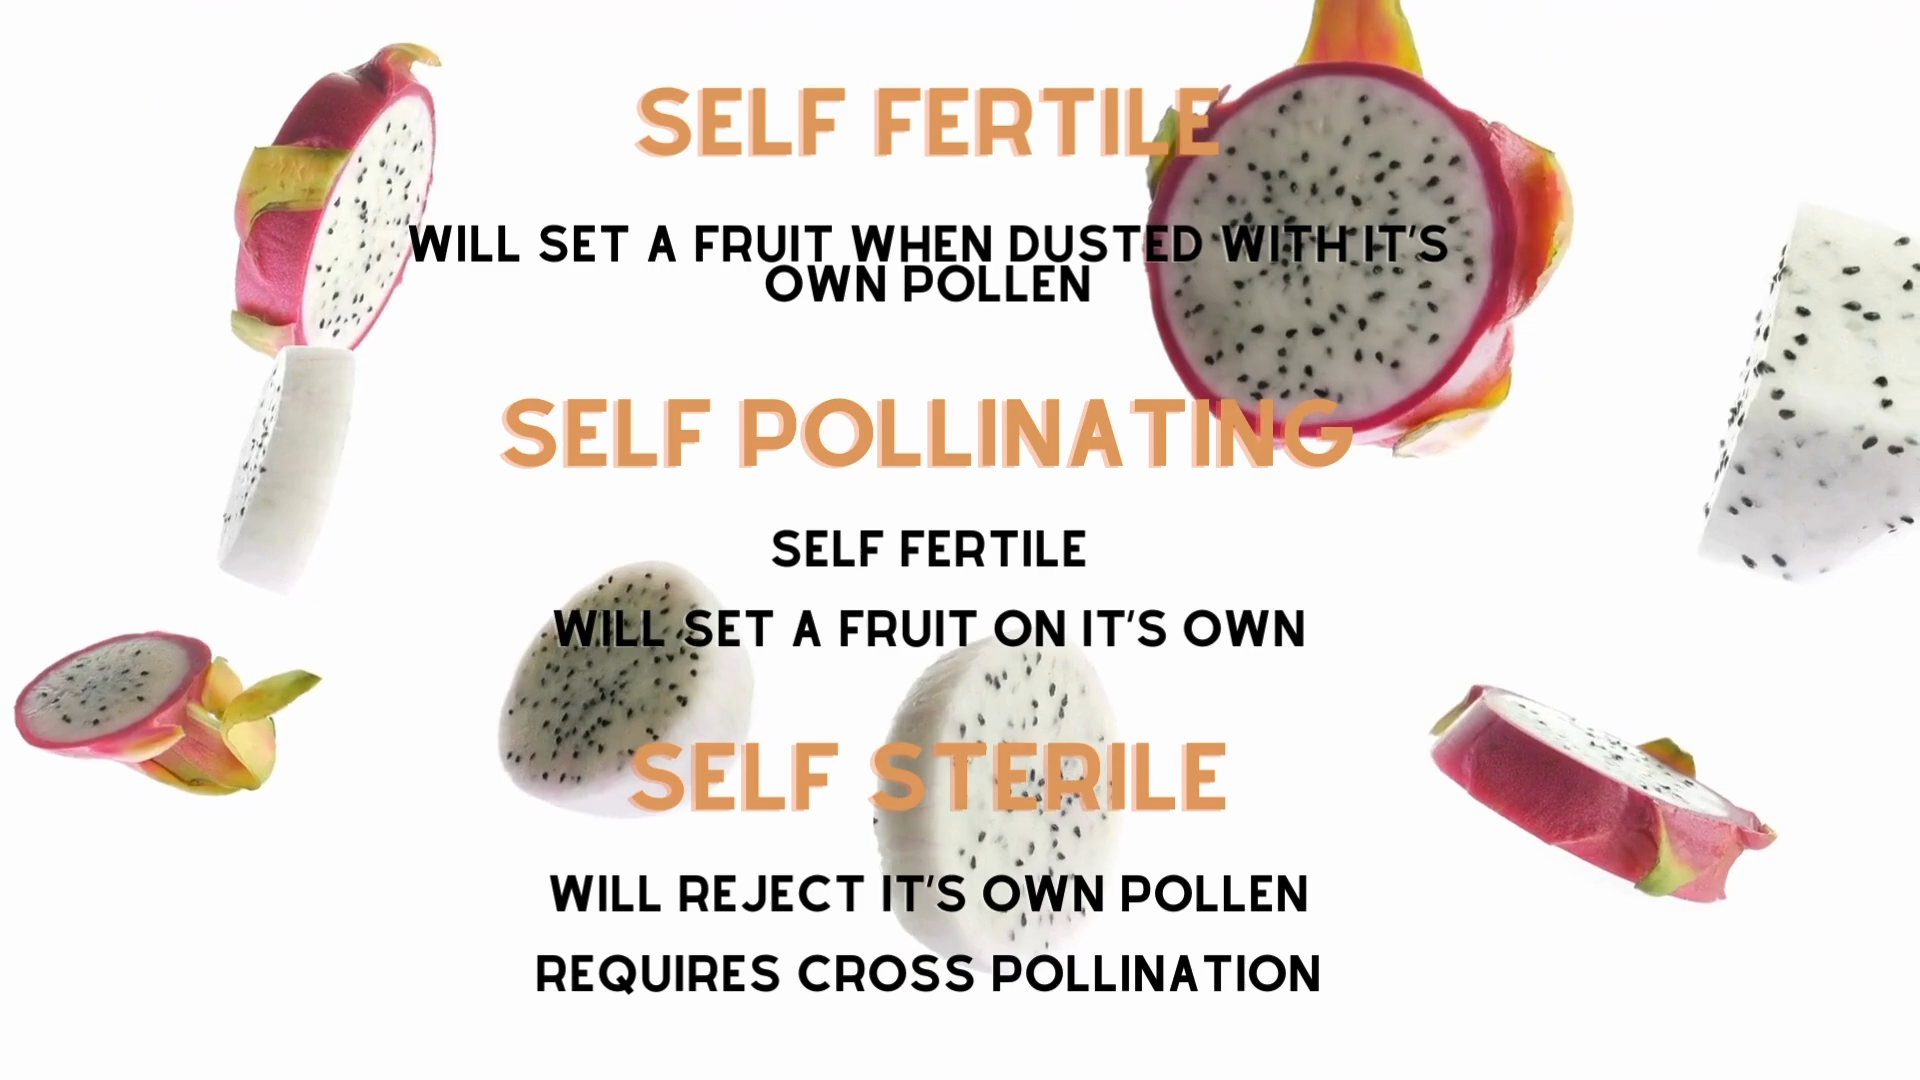 SELF FERTILE
WILL SET A FRUIT WHEN DUSTED WITH IT'S
OWN POLLEN
SELF POLLINATING
SELF FERTILE
WILL SET A FRUIT ON IT'S OWN
SELF STERILE
WILL REJECT IT'S OWN POLLEN
REQUIRES CROSS POLLINATION